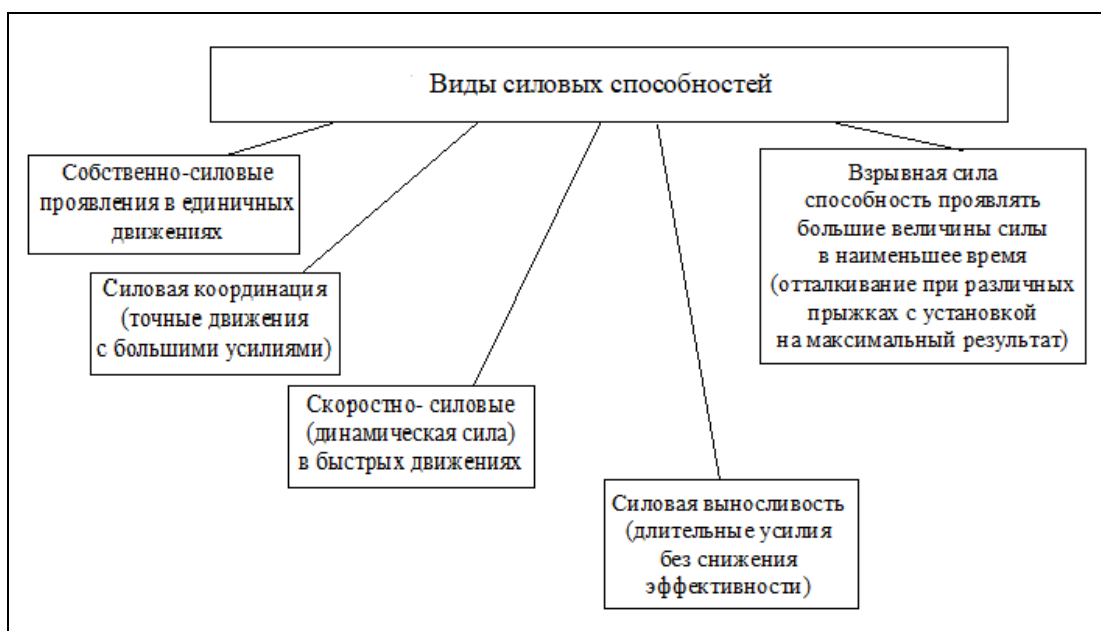 Виды силовых способностей
Собственно-силовые
проявления в единичных
движениях
Силовая координация
(точные движения
с большими усилиями)
Скоростно- силовые
(динамическая сила)
в быстрых движениях
Силовая выносливость
(длительные усилия
без снижения
эффективности)
Взрывная сила
способность проявлять
большие величины силы
в наименьшее время
(отталкивание при различных
прыжках с установкой
на максимальный результат)